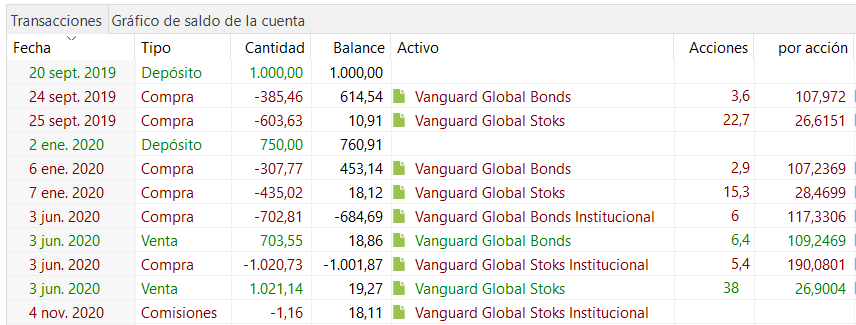 Transacciones Gráfico de saldo de la cuenta
Fecha Tipo Cantidad Balance Activo Acciones por acción
20 sept. 2019 Depósito 1.000,00 1.000,00
24 sept. 2019 Compra -385,46 614,54 Vanguard Global Bonds 3,6 107,972
25 sept. 2019 Compra -603,63 10,91 Vanguard Global Stoks 22,7 26,6151
2 ene. 2020 Depósito 750,00 760,91
6 ene. 2020 Compra -307,77 453,14 Vanguard Global Bonds 2,9 107,2369
7 ene. 2020 Compra -435,02 18,12 Vanguard Global Stoks 15,3 28,4699
3 jun. 2020 Compra -702,81 -684,69 Vanguard Global Bonds Institucional 6 117,3306
3 jun. 2020 Venta 703,55 18,86 Vanguard Global Bonds 6,4 109,2469
3 jun. 2020 Compra -1.020,73 -1.001,87 Vanguard Global Stoks Institucional 5,4 190,0801
3 jun. 2020 Venta 1.021,14 19,27 Vanguard Global Stoks 38 26,9004
4 nov. 2020 Comisiones -1,16 18,11 Vanguard Global Stoks Institucional